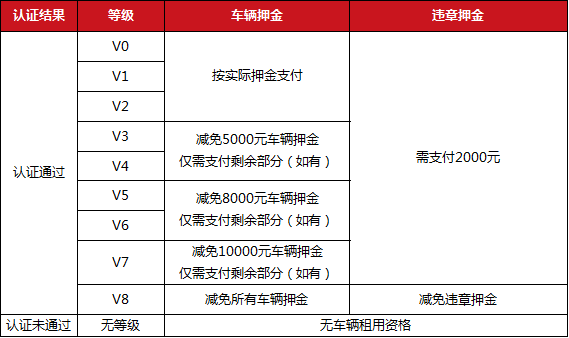 认证结果 等级 车辆押金 违章押金
认证通过
V0
V1
V2
按实际押金支付
V3
V4
减免5000元车辆押金
仅需支付剩余部分（如有）
V5
V6
减免8000元车辆押金
仅需支付剩余部分（如有）
V7
减免10000元车辆押金
仅需支付剩余部分（如有）
需支付2000元
V8 减免所有车辆押金 减免违章押金
认证未通过 无等级 无车辆租用资格